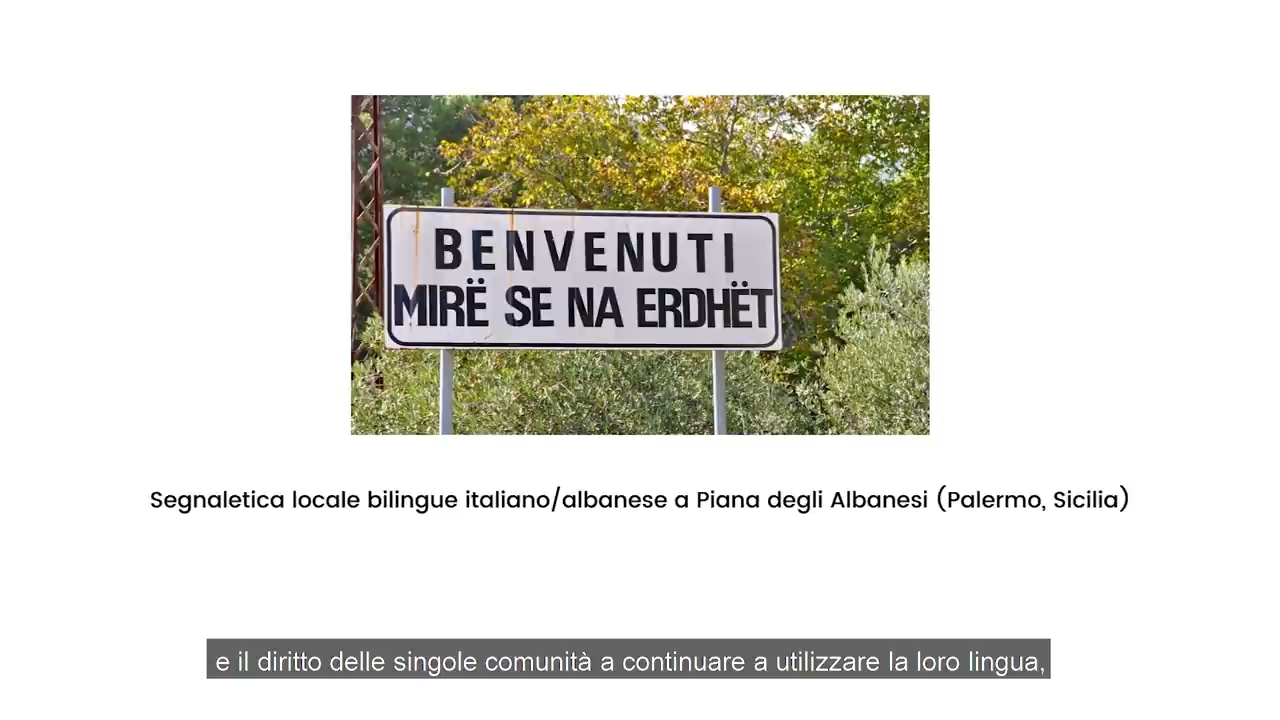 BENVENUTI
MIRË SE NA ERDHËT
Segnaletica locale bilingue italiano/albanese a Piana degli Albanesi (Palermo, Sicilia)
e il diritto delle singole comunità a continuare a utilizzare la loro lingua,